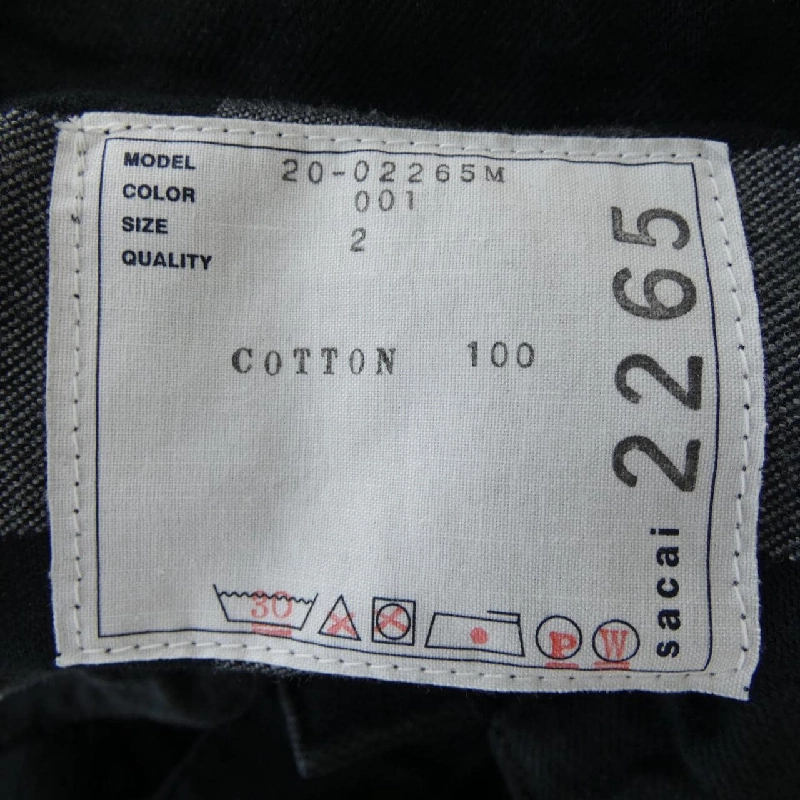 MODEL 20-02265M
COLOR 001
SIZE 2
QUALITY
COTTON 100
30 P W
sacai 2265